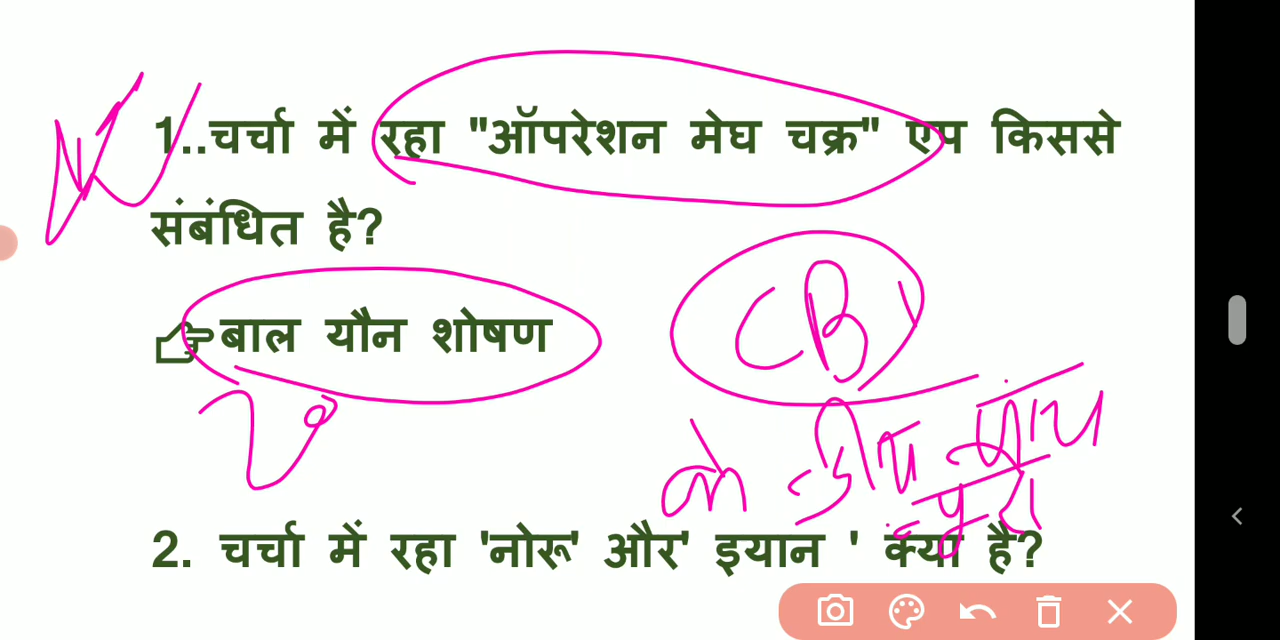 1..चर्चा में रहा "ऑपरेशन मेघ चक्र" एप किससे
संबंधित है?
बाल यौन शोषण
CBI
2. चर्चा में रहा 'नोरू' और' इयान ' क्या है?